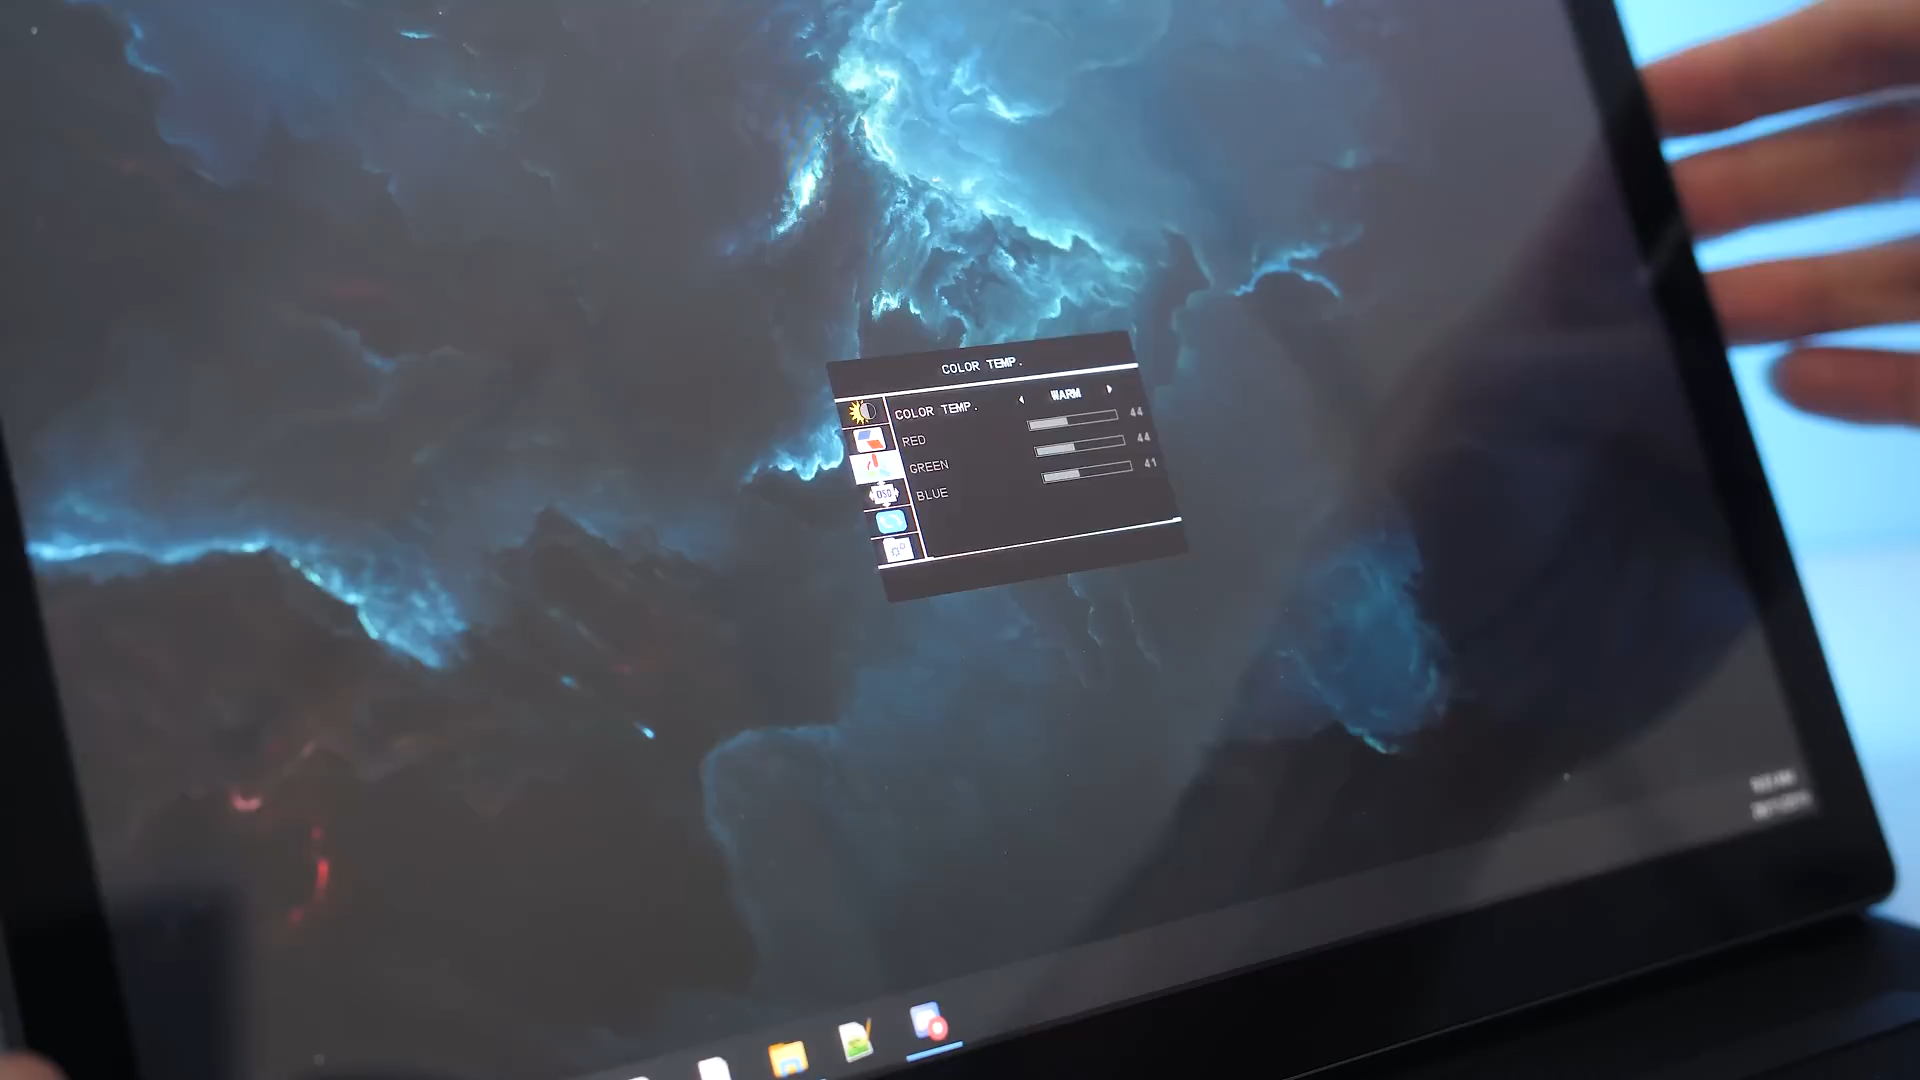 COLOR TEMP.
COLOR TEMP. WARM
RED 44
GREEN 44
BLUE 41
OSD